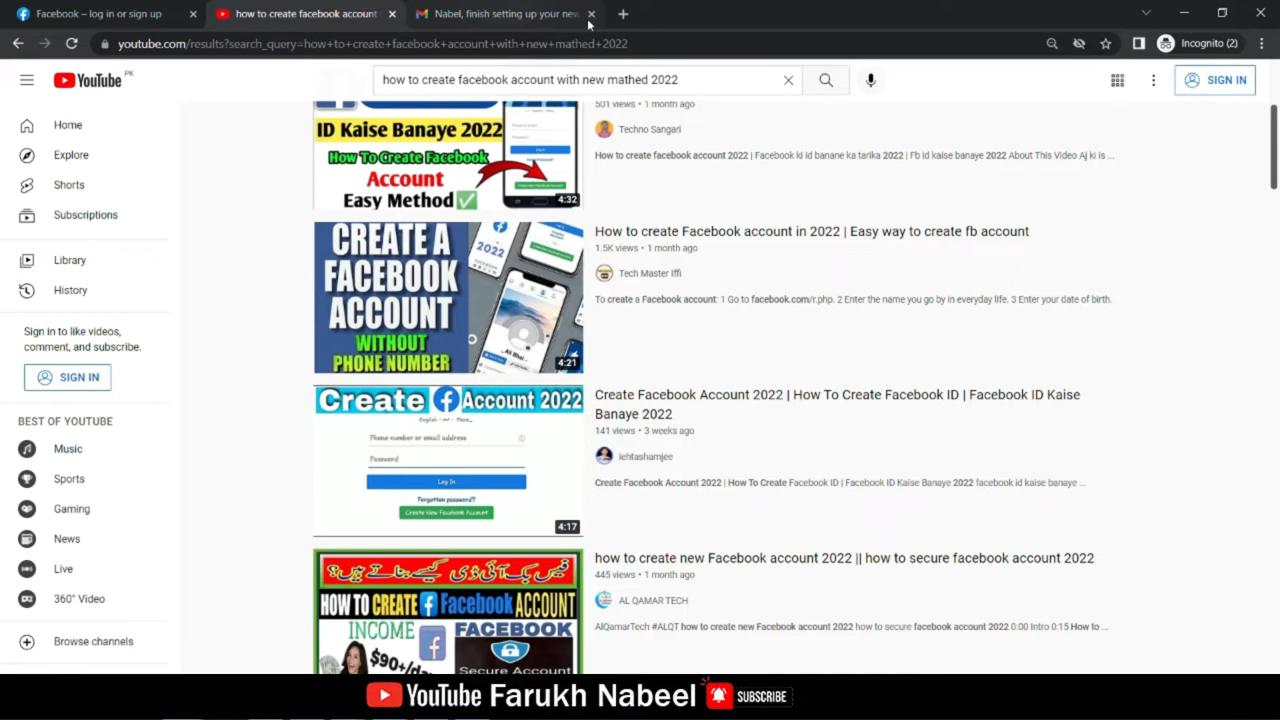 Facebook – log in or sign up
how to create facebook account
Nabel, finish setting up your new
youtube.com/results?search_query=how+to+create+facebook+account+with+new+mathed+2022
Incognito (2)
YouTube PK
how to create facebook account with new mathed 2022
SIGN IN
Home
Explore
Shorts
Subscriptions
Library
History
Sign in to like videos,
comment, and subscribe.
SIGN IN
BEST OF YOUTUBE
Music
Sports
Gaming
News
Live
360° Video
Browse channels
ID Kaise Banaye 2022
How To Create Facebook
Account
Easy Method
4:32
501 views • 1 month ago
Techno Sangari
How to create facebook account 2022 | Facebook ki id banane ka tarika 2022 | Fb id kaise banaye 2022 About This Video Aj ki is ...
CREATE A
FACEBOOK
ACCOUNT
WITHOUT
PHONE NUMBER
2022
Ali Bhai
4:21
How to create Facebook account in 2022 | Easy way to create fb account
1.5K views • 1 month ago
Tech Master Iffi
To create a Facebook account: 1 Go to facebook.com/r.php. 2 Enter the name you go by in everyday life. 3 Enter your date of birth.
Create Account 2022
Phone number or email address
Password
Log In
Forgotten password?
Create New Facebook Account
4:17
Create Facebook Account 2022 | How To Create Facebook ID | Facebook ID Kaise
Banaye 2022
141 views • 3 weeks ago
iehtashamjee
Create Facebook Account 2022 | How To Create Facebook ID | Facebook ID Kaise Banaye 2022 facebook id kaise banaye ...
فیس بک آئی ڈی کیسے بناتے ہیں؟
HOW TO CREATE Facebook ACCOUNT
INCOME
$90+/da
FACEBOOK
Secure Account
how to create new Facebook account 2022 || how to secure facebook account 2022
445 views • 1 month ago
AL QAMAR TECH
AlQamarTech #ALQT how to create new Facebook account 2022 how to secure facebook account 2022 0:00 Intro 0:15 How to ...
YouTube Farukh Nabeel SUBSCRIBE